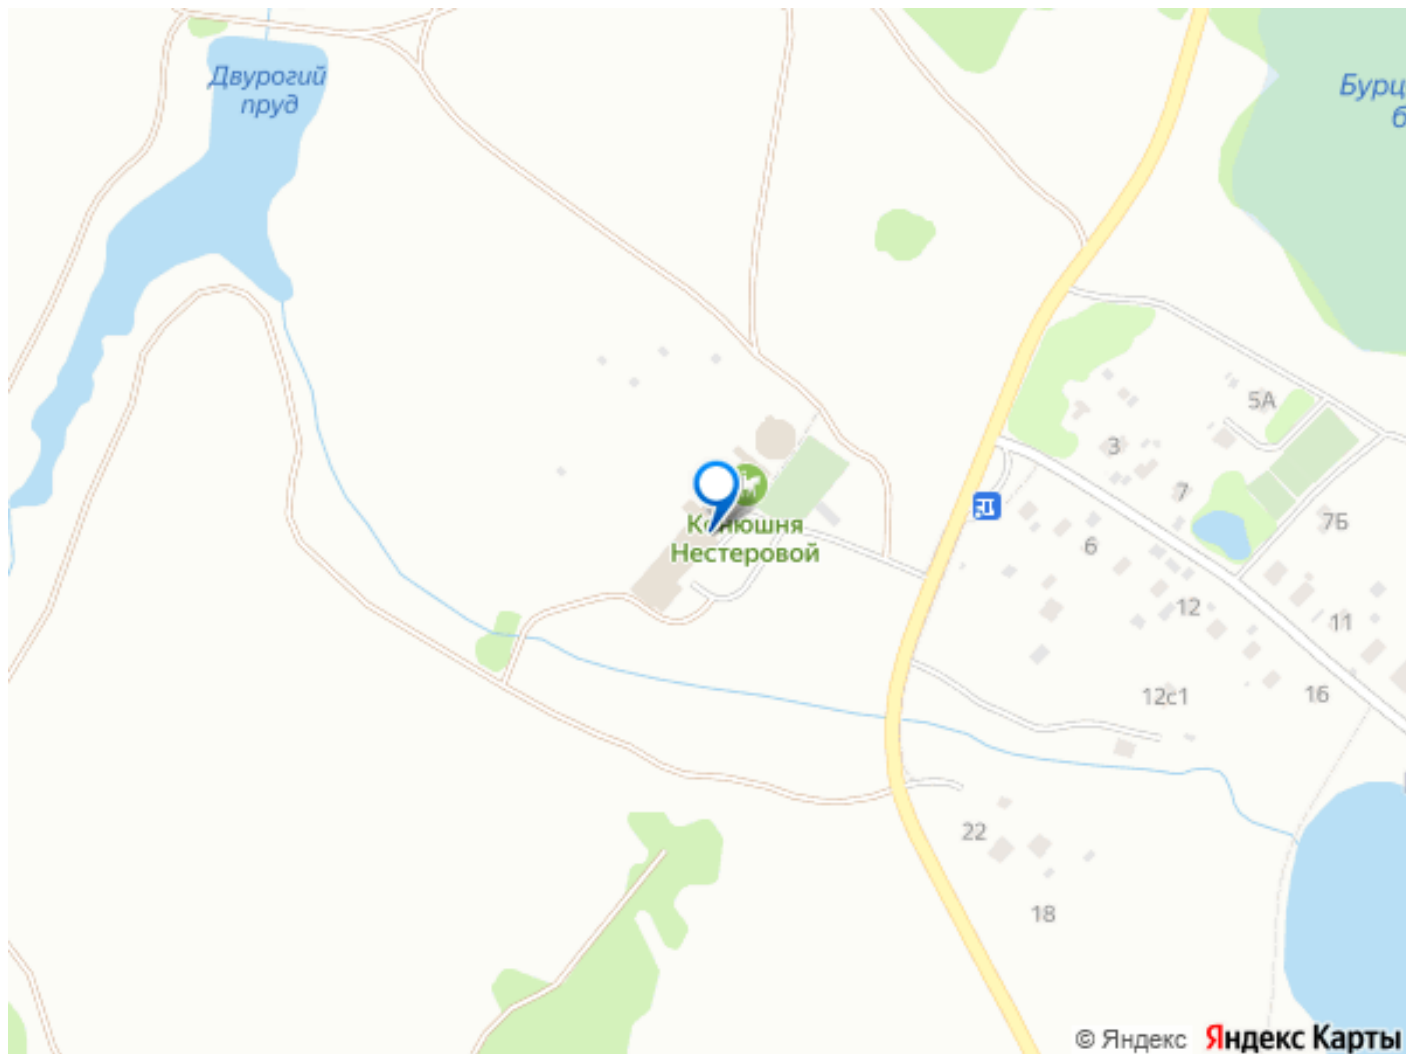 Двурогий
пруд
Бурц
б
5А
3
7
7Б
Конюшня
Нестеровой
6
12
11
12с1
16
22
18
© Яндекс Яндекс Карты